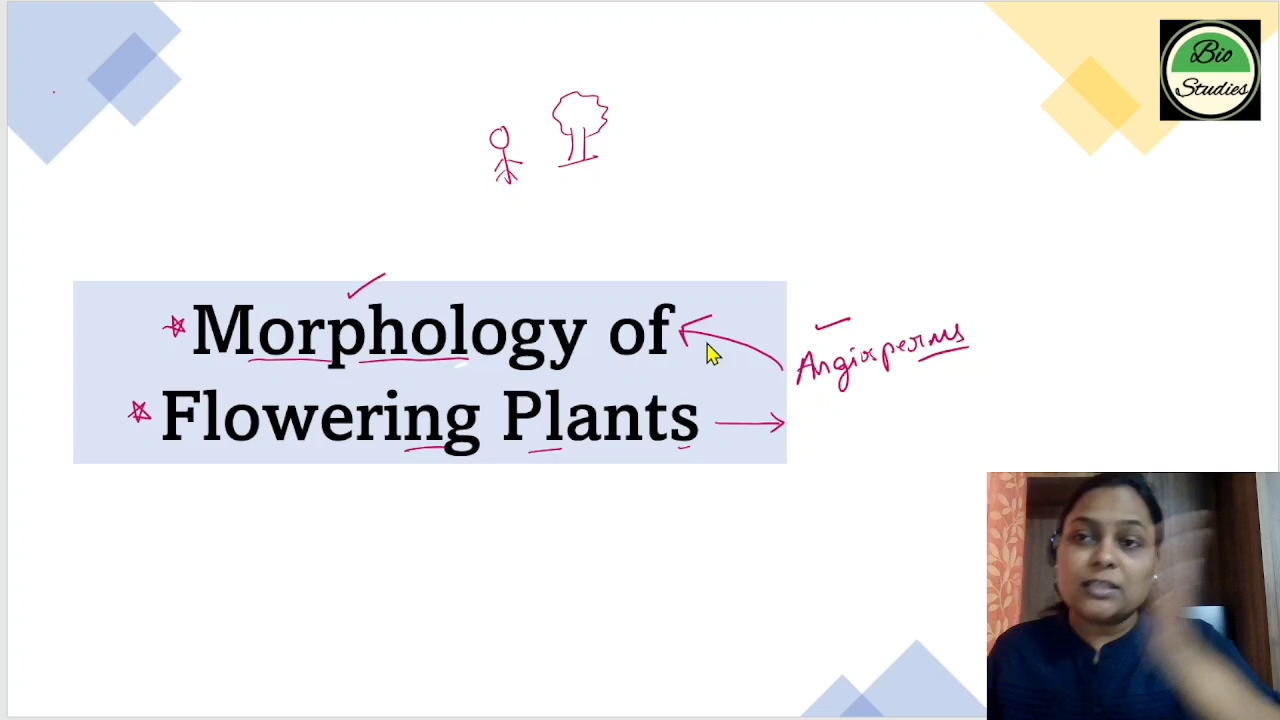 Bio
Studies
Morphology of
Flowering Plants
Angiosperms